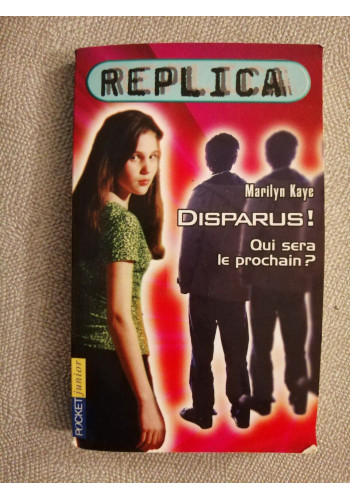 REPLICA
Marilyn Kaye
DISPARUS!
Qui sera
le prochain?
POCKET junior